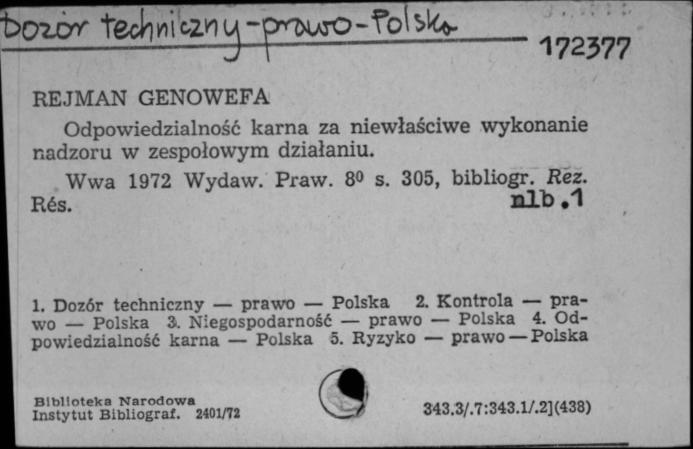 Dozór techniczny-prawo-Polska
172377
REJMAN GENOWEFA
Odpowiedzialność karna za niewłaściwe wykonanie
nadzoru w zespołowym działaniu.
Wwa 1972 Wydaw. Praw. 8⁰ s. 305, bibliogr. Rez.
Rés. nlb.1
1. Dozór techniczny — prawo — Polska 2. Kontrola — pra-
wo — Polska 3. Niegospodarność — prawo — Polska 4. Od-
powiedzialność karna — Polska 5. Ryzyko — prawo — Polska
Biblioteka Narodowa
Instytut Bibliograf. 2401/72
343.3/.7:343.1/.2](438)